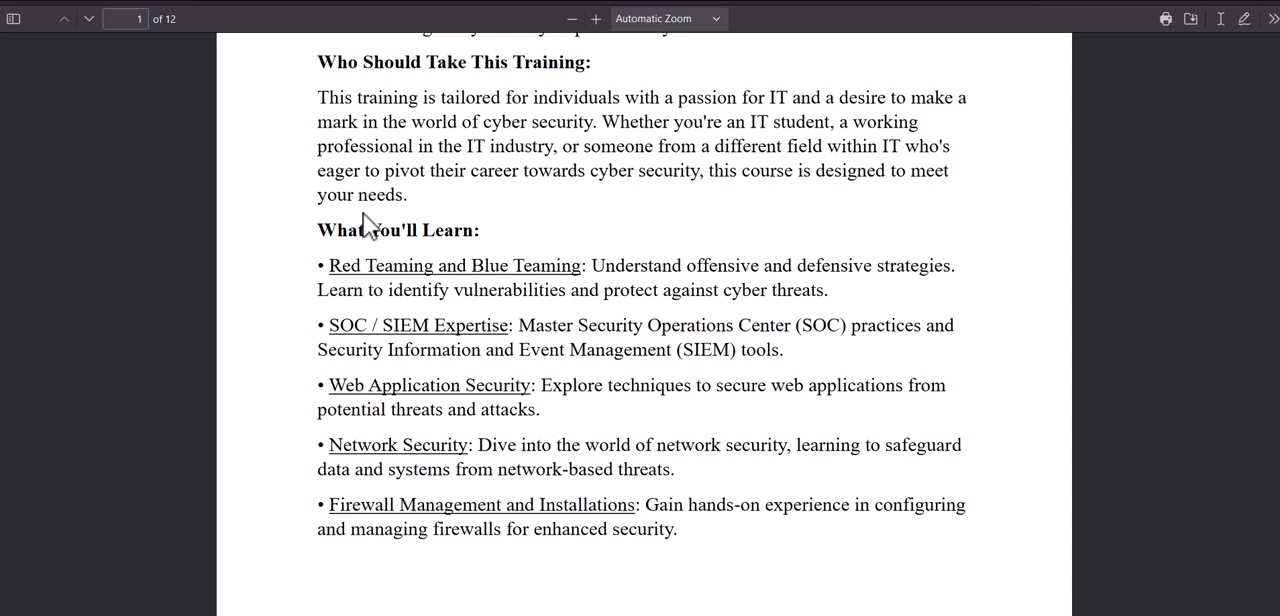 1 of 12
Automatic Zoom
Who Should Take This Training:
This training is tailored for individuals with a passion for IT and a desire to make a
mark in the world of cyber security. Whether you're an IT student, a working
professional in the IT industry, or someone from a different field within IT who's
eager to pivot their career towards cyber security, this course is designed to meet
your needs.
What You'll Learn:
• Red Teaming and Blue Teaming: Understand offensive and defensive strategies.
Learn to identify vulnerabilities and protect against cyber threats.
• SOC / SIEM Expertise: Master Security Operations Center (SOC) practices and
Security Information and Event Management (SIEM) tools.
• Web Application Security: Explore techniques to secure web applications from
potential threats and attacks.
• Network Security: Dive into the world of network security, learning to safeguard
data and systems from network-based threats.
• Firewall Management and Installations: Gain hands-on experience in configuring
and managing firewalls for enhanced security.